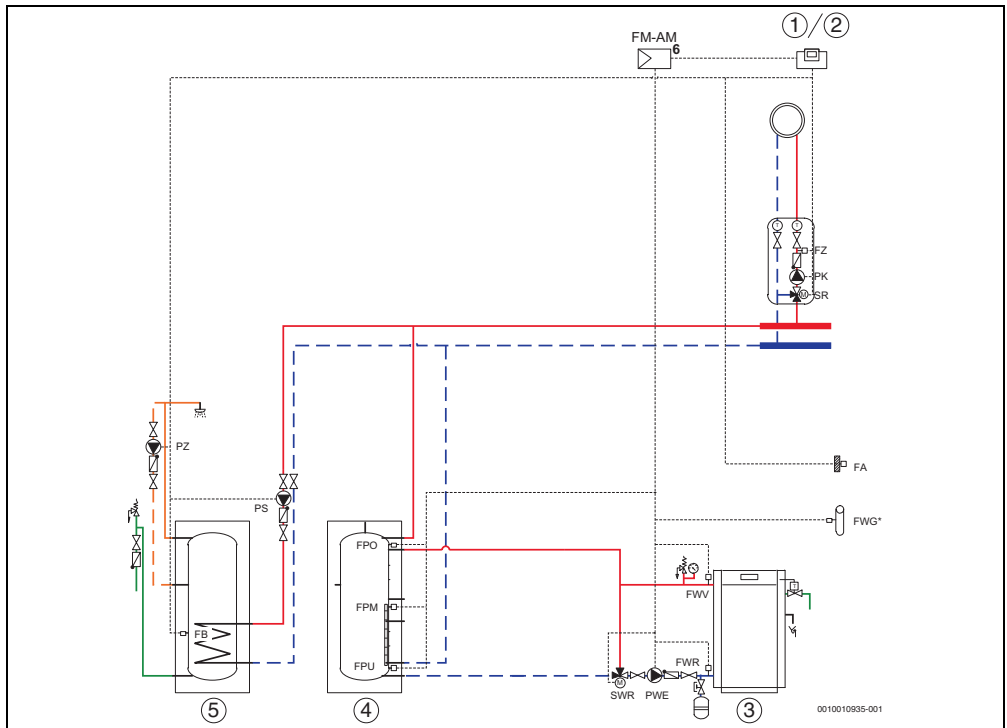 1 / 2
FM-AM
6
T T
FZ
PK
M SR
PZ
FA
PS
FWG*
FPO
FWV
T
FPM
FB
FPU
FWR
M
SWR PWE
5
4
3
0010010935-001